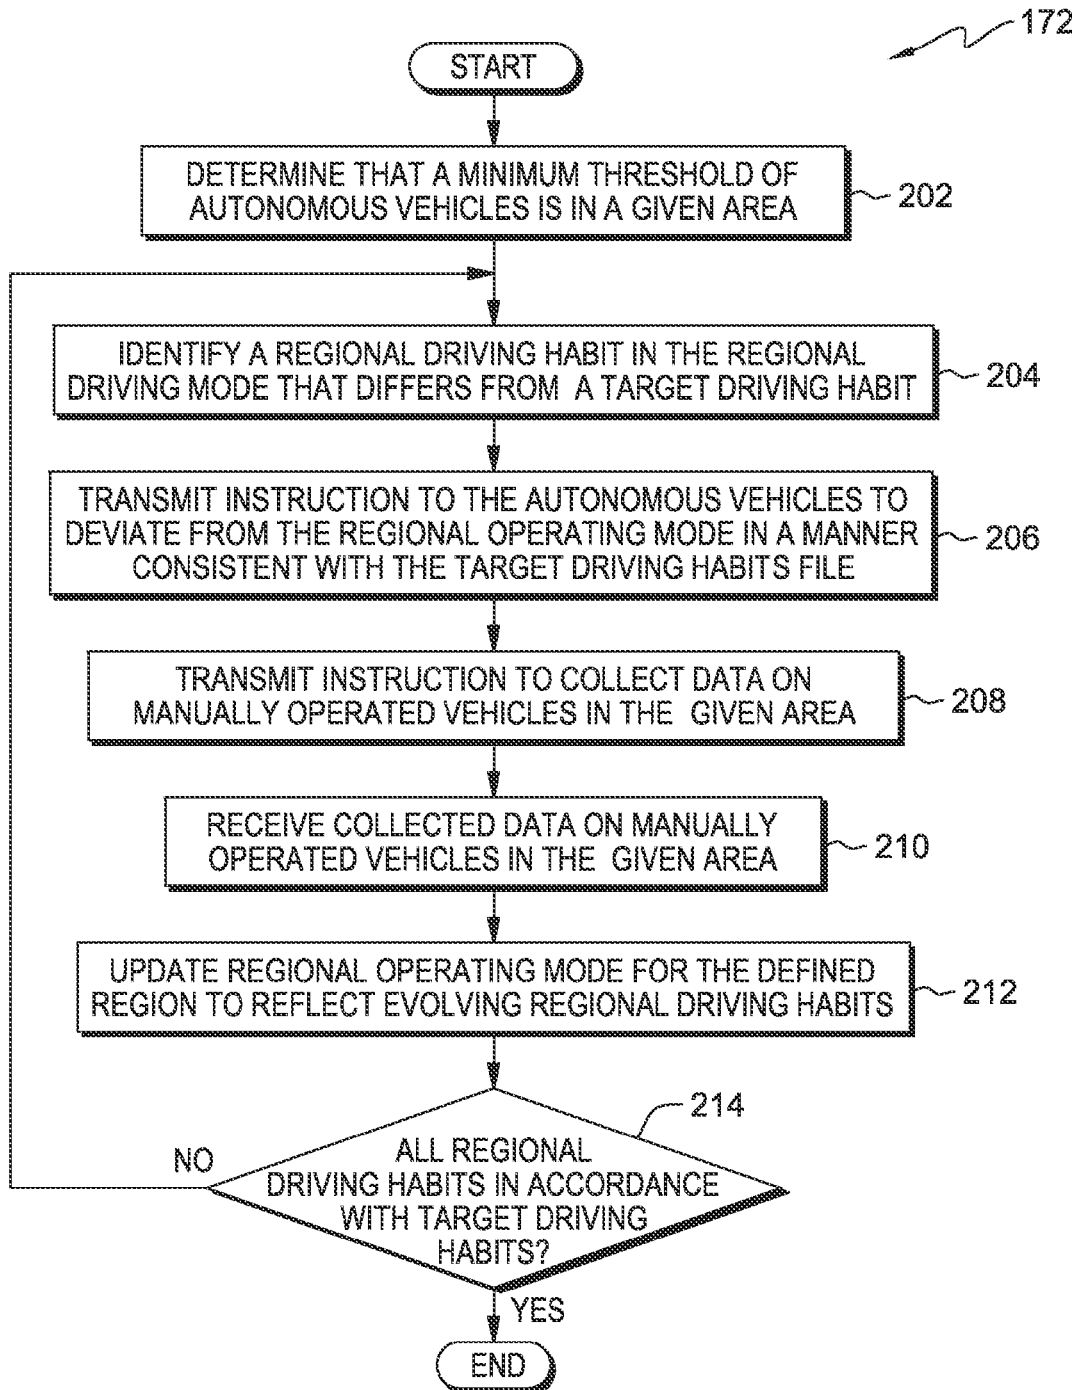 172
START
DETERMINE THAT A MINIMUM THRESHOLD OF
AUTONOMOUS VEHICLES IS IN A GIVEN AREA
202
IDENTIFY A REGIONAL DRIVING HABIT IN THE REGIONAL
DRIVING MODE THAT DIFFERS FROM A TARGET DRIVING HABIT
204
TRANSMIT INSTRUCTION TO THE AUTONOMOUS VEHICLES TO
DEVIATE FROM THE REGIONAL OPERATING MODE IN A MANNER
CONSISTENT WITH THE TARGET DRIVING HABITS FILE
206
TRANSMIT INSTRUCTION TO COLLECT DATA ON
MANUALLY OPERATED VEHICLES IN THE GIVEN AREA
208
RECEIVE COLLECTED DATA ON MANUALLY
OPERATED VEHICLES IN THE GIVEN AREA
210
UPDATE REGIONAL OPERATING MODE FOR THE DEFINED
REGION TO REFLECT EVOLVING REGIONAL DRIVING HABITS
212
214
NO
ALL REGIONAL
DRIVING HABITS IN ACCORDANCE
WITH TARGET DRIVING
HABITS?
YES
END